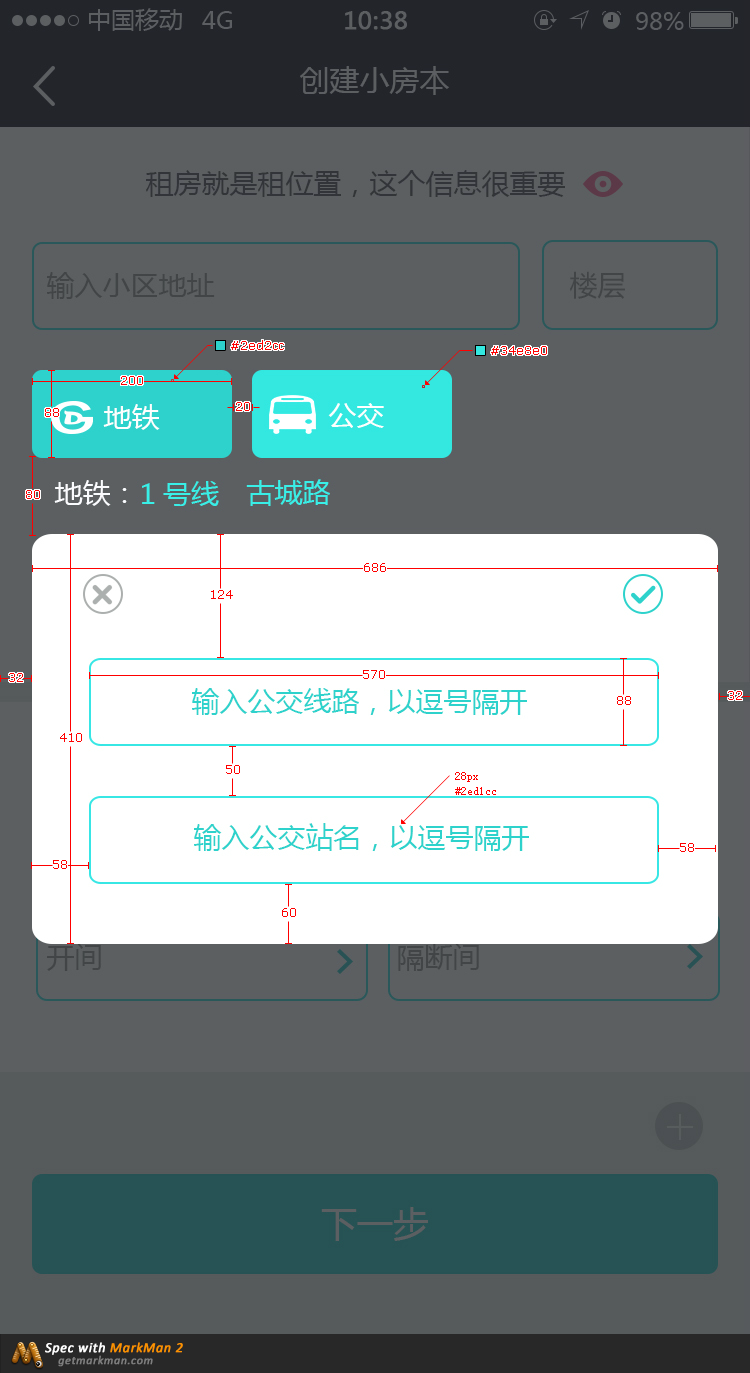 中国移动 4G 10:38 98%
创建小房本
租房就是租位置，这个信息很重要
输入小区地址 楼层
#2ed2cc #34e8e0
200
88 地铁 20 公交
80 地铁：1 号线 古城路
686
124
570
32 输入公交线路，以逗号隔开 88 32
410
50
28px
#2ed1cc
输入公交站名，以逗号隔开
58 58
60
开间 隔断间
下一步
Spec with MarkMan 2
getmarkman.com